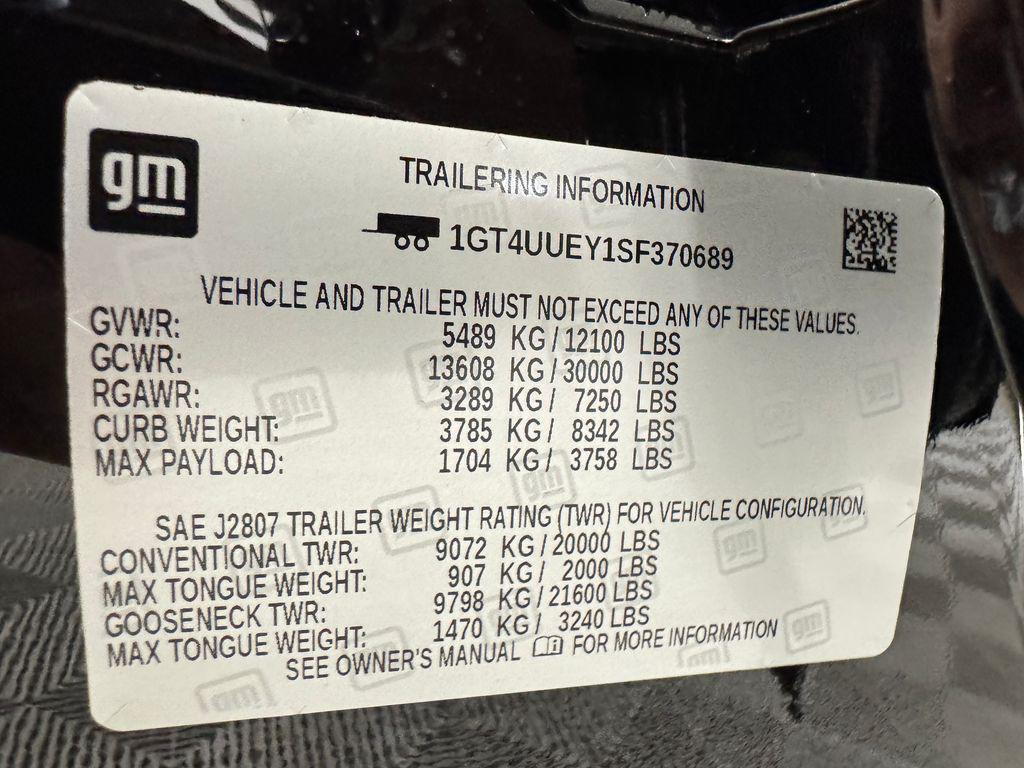 gm
TRAILERING INFORMATION
1GT4UUEY1SF370689
VEHICLE AND TRAILER MUST NOT EXCEED ANY OF THESE VALUES.
GVWR: 5489 KG/12100 LBS
GCWR: 13608 KG/30000 LBS
RGAWR: 3289 KG/ 7250 LBS
CURB WEIGHT: 3785 KG/ 8342 LBS
MAX PAYLOAD: 1704 KG/ 3758 LBS
SAE J2807 TRAILER WEIGHT RATING (TWR) FOR VEHICLE CONFIGURATION.
CONVENTIONAL TWR: 9072 KG/20000 LBS
MAX TONGUE WEIGHT: 907 KG/ 2000 LBS
GOOSENECK TWR: 9798 KG/21600 LBS
MAX TONGUE WEIGHT: 1470 KG/ 3240 LBS
SEE OWNER'S MANUAL FOR MORE INFORMATION